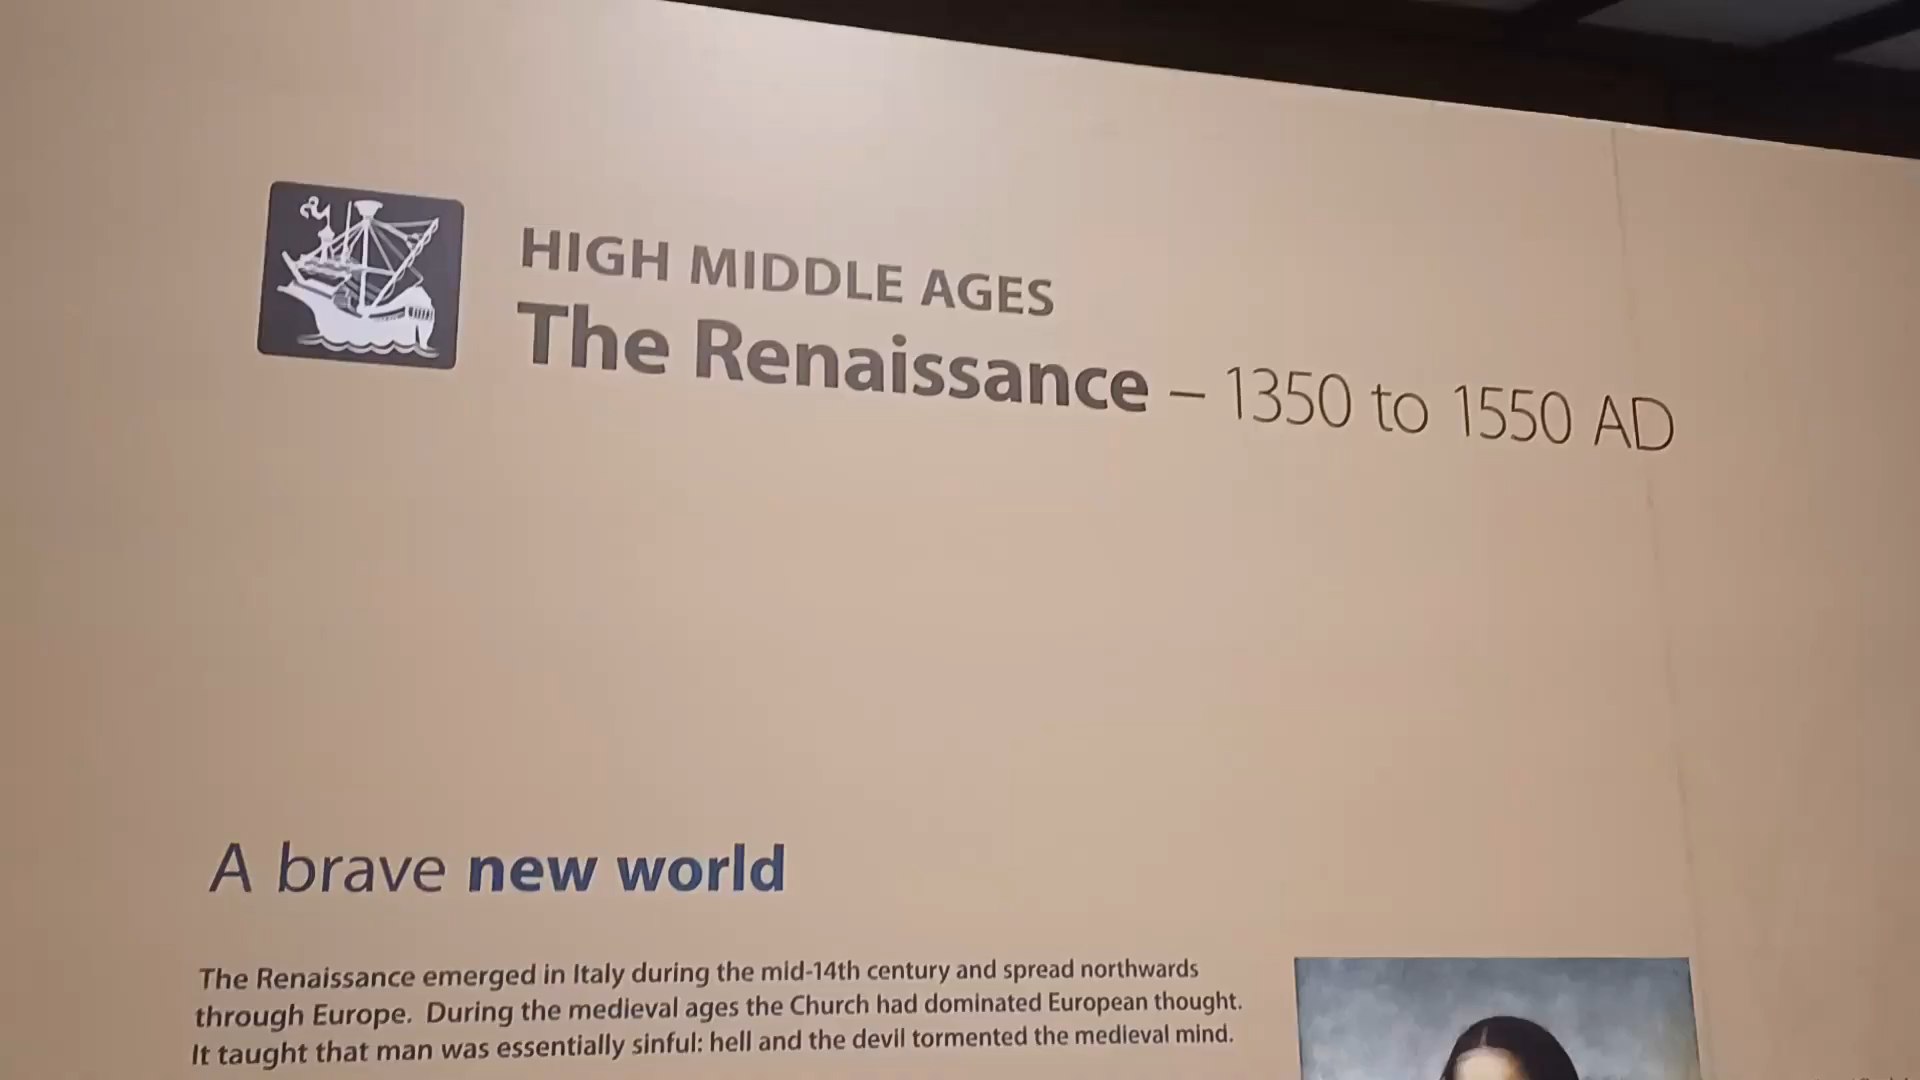 HIGH MIDDLE AGES
The Renaissance – 1350 to 1550 AD
A brave new world
The Renaissance emerged in Italy during the mid-14th century and spread northwards
through Europe. During the medieval ages the Church had dominated European thought.
It taught that man was essentially sinful: hell and the devil tormented the medieval mind.